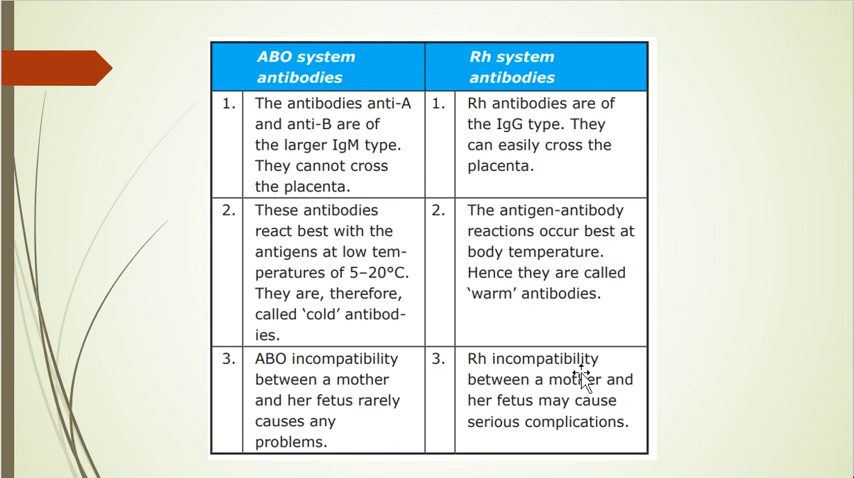 ABO system
antibodies
Rh system
antibodies
1.
The antibodies anti-A
and anti-B are of
the larger IgM type.
They cannot cross
the placenta.
1.
Rh antibodies are of
the IgG type. They
can easily cross the
placenta.
2.
These antibodies
react best with the
antigens at low tem-
peratures of 5–20°C.
They are, therefore,
called ‘cold’ antibod-
ies.
2.
The antigen-antibody
reactions occur best at
body temperature.
Hence they are called
‘warm’ antibodies.
3.
ABO incompatibility
between a mother
and her fetus rarely
causes any
problems.
3.
Rh incompatibility
between a mother and
her fetus may cause
serious complications.